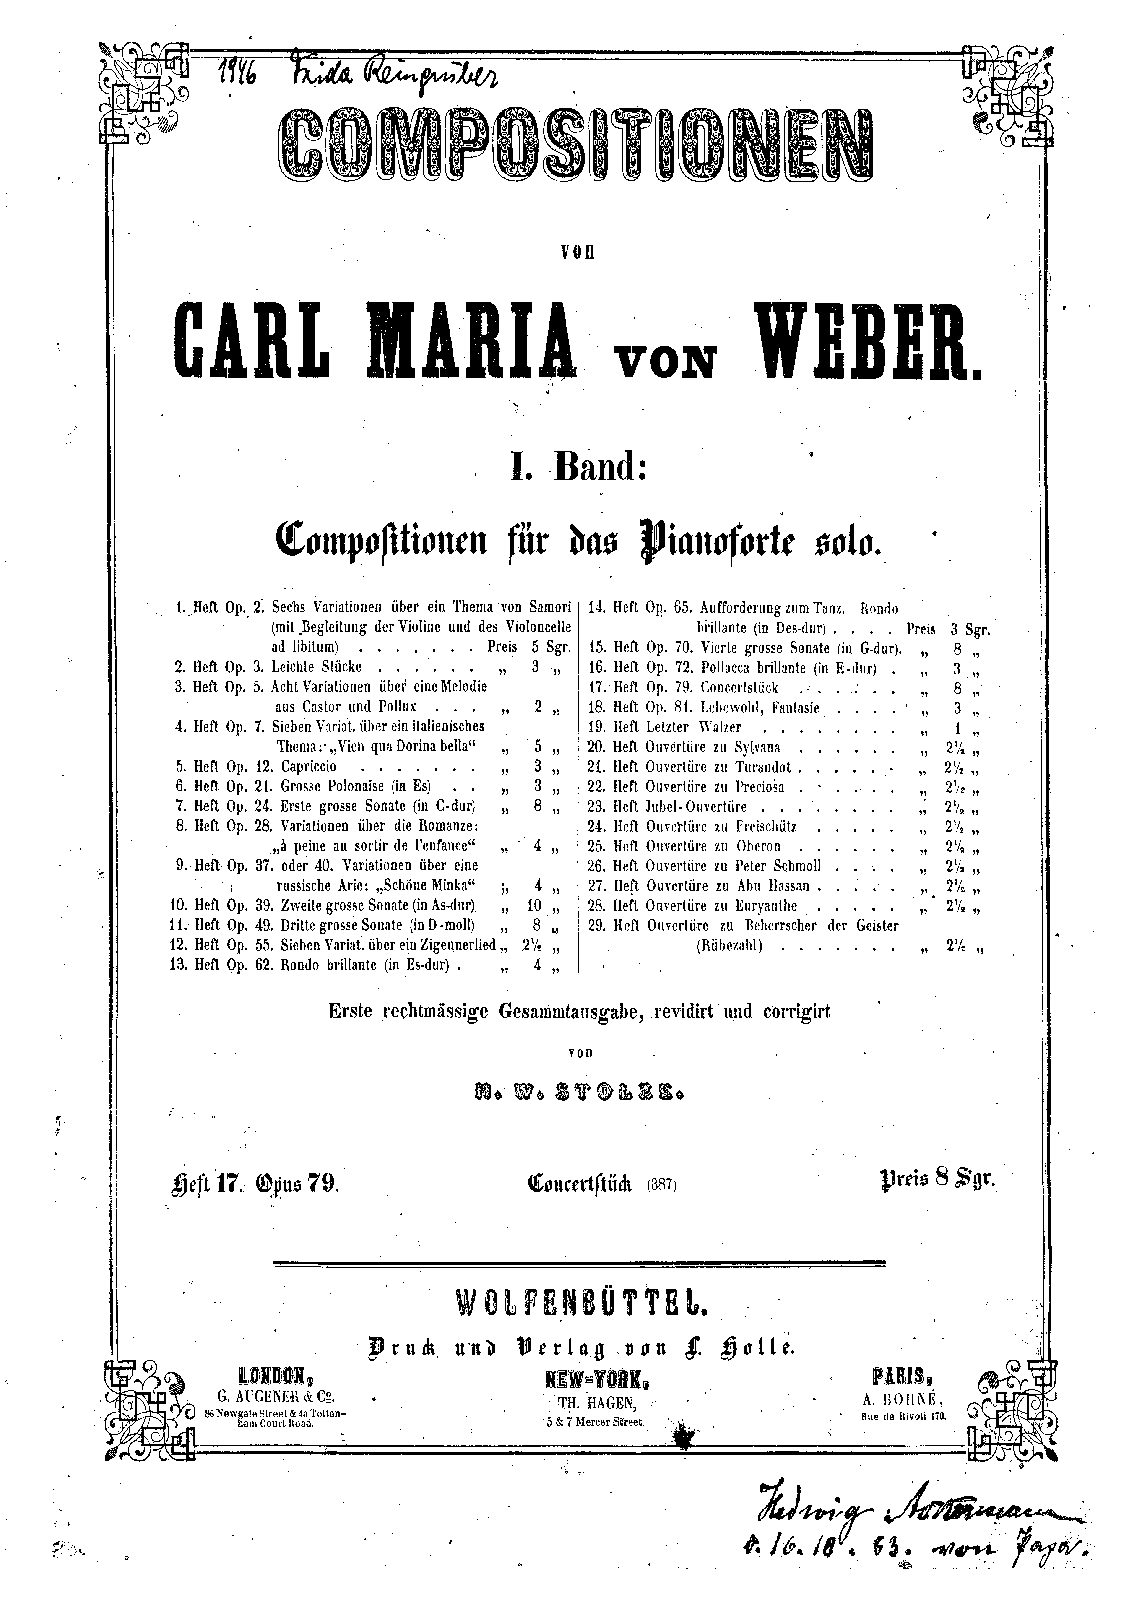 1946 Frida Reingruber
COMPOSITIONEN
VON
CARL MARIA VON WEBER.
I. Band:
Compositionen für das Pianoforte solo.
1. Heft Op. 2. Sechs Variationen über ein Thema von Samori
(mit Begleitung der Violine und des Violoncelle
ad libitum) . . . . . . . Preis 5 Sgr.
2. Heft Op. 3. Leichte Stücke . . . . . . „ 3 „
3. Heft Op. 5. Acht Variationen über eine Melodie
aus Castor und Pollux . . . „ 2 „
4. Heft Op. 7. Sieben Variat. über ein italienisches
Thema: „Vien qua Dorina bella“ „ 5 „
5. Heft Op. 12. Capriccio . . . . . . . „ 3 „
6. Heft Op. 21. Grosse Polonaise (in Es) . . „ 3 „
7. Heft Op. 24. Erste grosse Sonate (in C-dur) „ 8 „
8. Heft Op. 28. Variationen über die Romanze:
„à peine au sortir de l'enfance“ „ 4 „
9. Heft Op. 37. oder 40. Variationen über eine
russische Arie: „Schöne Minka“ „ 4 „
10. Heft Op. 39. Zweite grosse Sonate (in As-dur) „ 10 „
11. Heft Op. 49. Dritte grosse Sonate (in D-moll) „ 8 „
12. Heft Op. 55. Sieben Variat. über ein Zigeunerlied „ 2½ „
13. Heft Op. 62. Rondo brillante (in Es-dur) . „ 4 „
14. Heft Op. 65. Aufforderung zum Tanz. Rondo
brillante (in Des-dur) . . . . Preis 3 Sgr.
15. Heft Op. 70. Vierte grosse Sonate (in G-dur). „ 8 „
16. Heft Op. 72. Pollacca brillante (in E-dur) . „ 3 „
17. Heft Op. 79. Concertstück . . . . . . „ 8 „
18. Heft Op. 81. Lebewohl, Fantasie . . . . . „ 3 „
19. Heft Letzter Walzer . . . . . . . . „ 1 „
20. Heft Ouvertüre zu Sylvana . . . . . . „ 2½ „
21. Heft Ouvertüre zu Turandot . . . . . . „ 2½ „
22. Heft Ouvertüre zu Preciosa . . . . . . „ 2½ „
23. Heft Jubel-Ouvertüre . . . . . . . . „ 2½ „
24. Heft Ouvertüre zu Freischütz . . . . . „ 2½ „
25. Heft Ouvertüre zu Oberon . . . . . . „ 2½ „
26. Heft Ouvertüre zu Peter Schmoll . . . . „ 2½ „
27. Heft Ouvertüre zu Abu Hassan . . . . . „ 2½ „
28. Heft Ouvertüre zu Euryanthe . . . . . „ 2½ „
29. Heft Ouvertüre zu Beherrscher der Geister
(Rübezahl) . . . . . . . „ 2½ „
Erste rechtmässige Gesammtausgabe, revidirt und corrigirt
VON
H. W. STOLZE.
Heft 17. Opus 79. Concertstück (387) Preis 8 Sgr.
WOLFENBÜTTEL.
Druck und Verlag von L. Holle.
LONDON, NEW-YORK, PARIS,
G. AUGENER & Co. TH. HAGEN, A. BOHNÉ,
86 Newgate Street & 4a Totten- 5 & 7 Mercer Street. Rue de Rivoli 170.
ham Court Road.
Hedwig Ackermann
d. 16.10.63. von Papa.